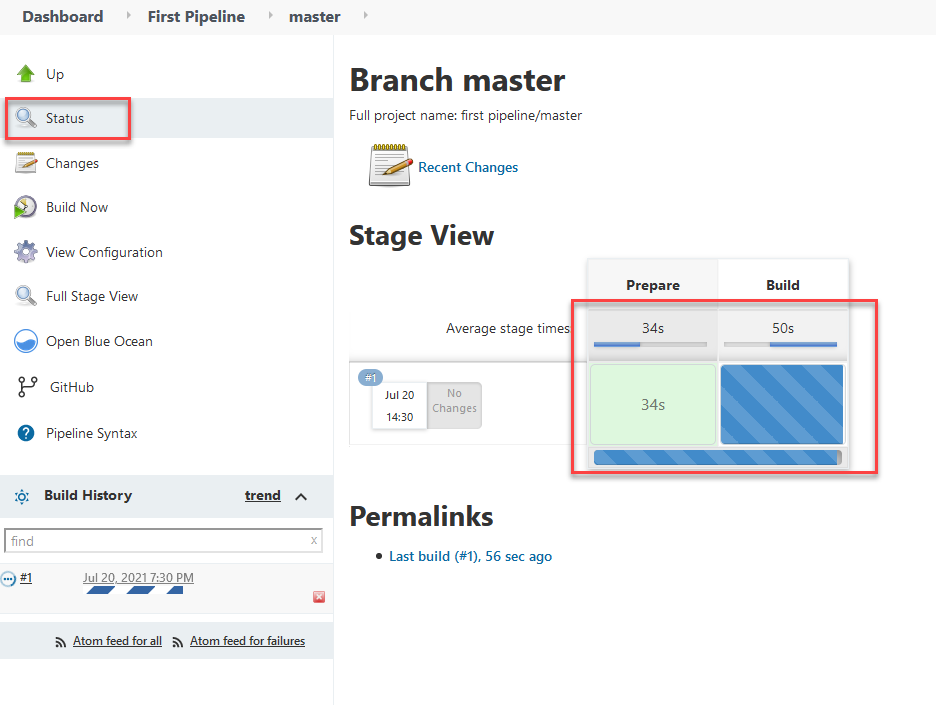 Dashboard First Pipeline master
Up
Status
Changes
Build Now
View Configuration
Full Stage View
Open Blue Ocean
GitHub
? Pipeline Syntax
Build History trend
find x
#1 Jul 20, 2021 7:30 PM
Atom feed for all Atom feed for failures
Branch master
Full project name: first pipeline/master
Recent Changes
Stage View
Prepare Build
Average stage times: 34s 50s
#1
Jul 20
14:30
No
Changes
34s
Permalinks
Last build (#1), 56 sec ago